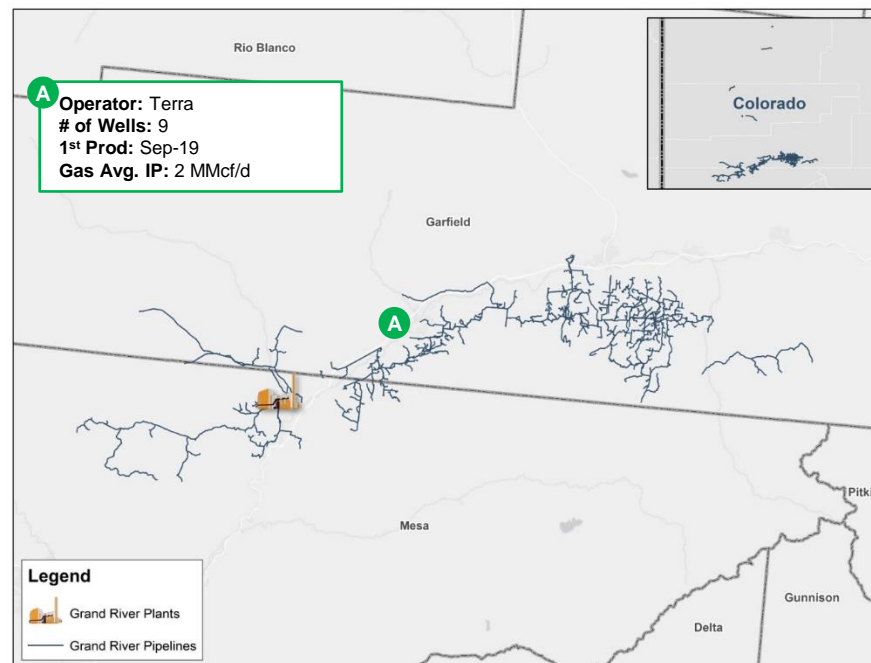 Rio Blanco
A
Operator: Terra
# of Wells: 9
1st Prod: Sep-19
Gas Avg. IP: 2 MMcf/d
Colorado
Garfield
A
Mesa
Pitki
Gunnison
Delta
Legend
Grand River Plants
Grand River Pipelines